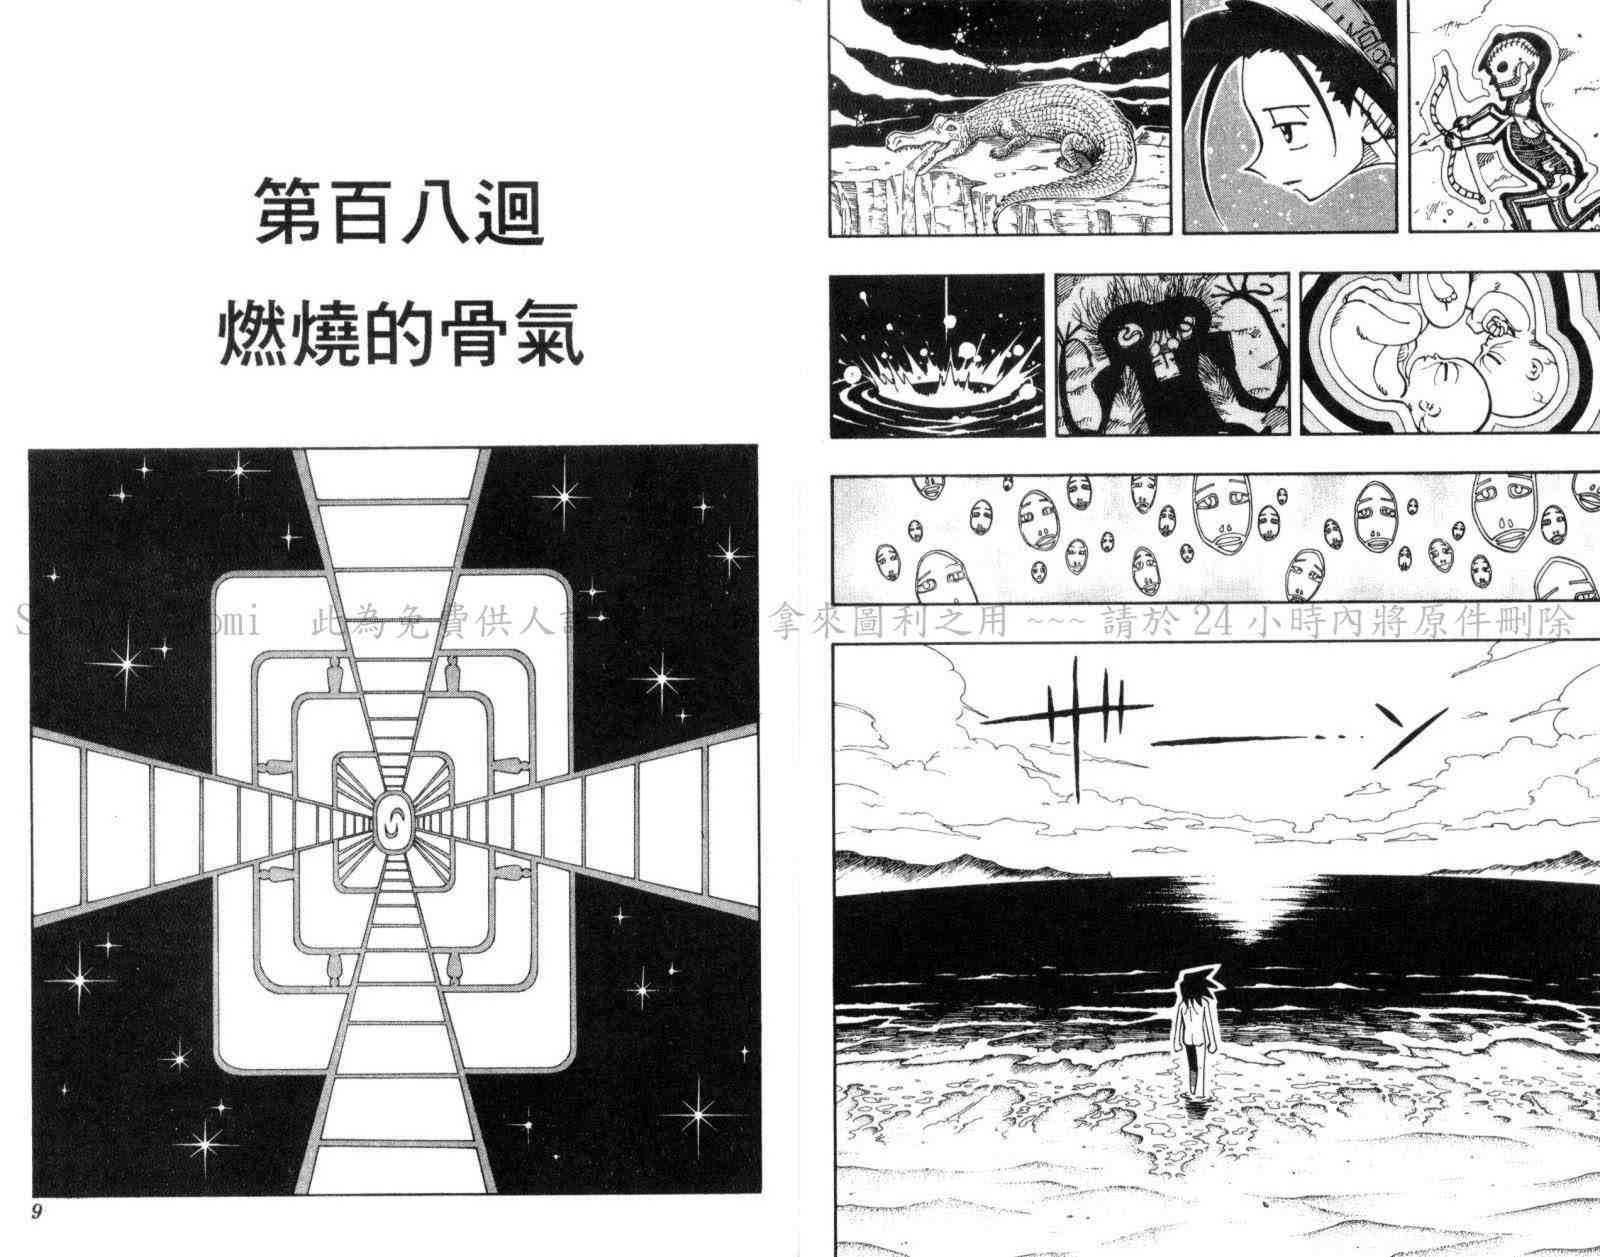 ザーン
第百八迴
燃燒的骨氣
omi 此為免費供人 拿來圖利之用 ~~~ 請於 24 小時內將原件刪除
9